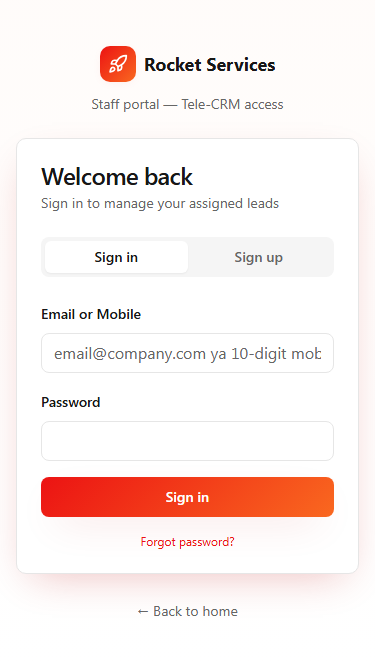 Rocket Services
Staff portal — Tele-CRM access
Welcome back
Sign in to manage your assigned leads
Sign in
Sign up
Email or Mobile
email@company.com ya 10-digit mob
Password
Sign in
Forgot password?
← Back to home